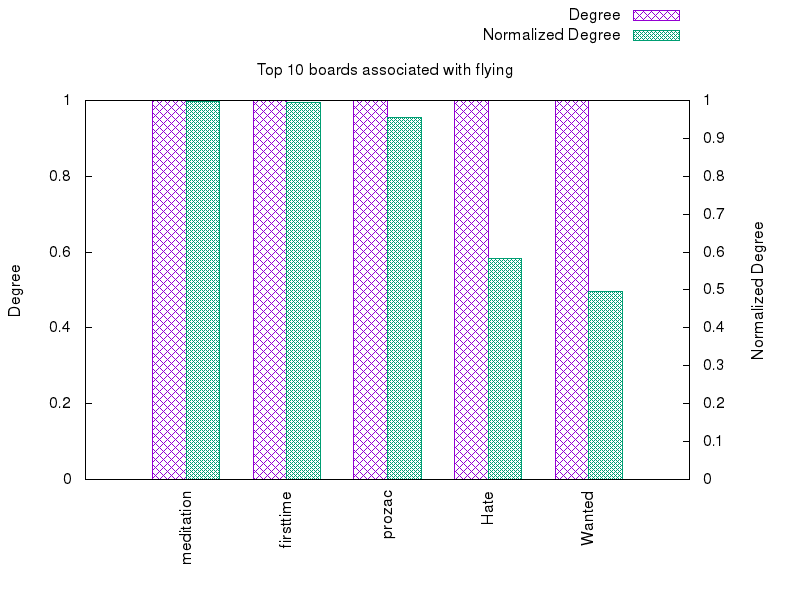 Degree
Normalized Degree
Top 10 boards associated with flying
1
0.8
0.6
0.4
0.2
0
Degree
1
0.9
0.8
0.7
0.6
0.5
0.4
0.3
0.2
0.1
0
Normalized Degree
meditation
firsttime
prozac
Hate
Wanted